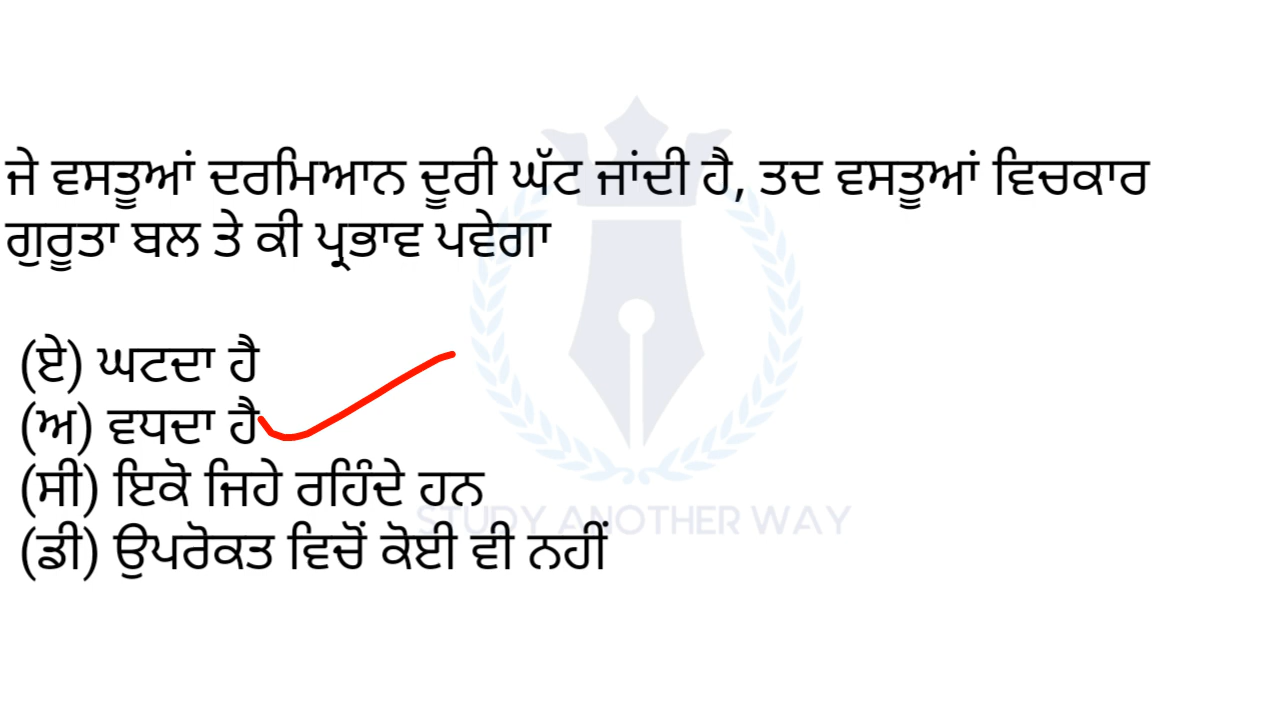 ਜੇ ਵਸਤੂਆਂ ਦਰਮਿਆਨ ਦੂਰੀ ਘੱਟ ਜਾਂਦੀ ਹੈ, ਤਦ ਵਸਤੂਆਂ ਵਿਚਕਾਰ
ਗੁਰੂਤਾ ਬਲ ਤੇ ਕੀ ਪ੍ਰਭਾਵ ਪਵੇਗਾ
(ਏ) ਘਟਦਾ ਹੈ
(ਅ) ਵਧਦਾ ਹੈ
(ਸੀ) ਇਕੋ ਜਿਹੇ ਰਹਿੰਦੇ ਹਨ
STUDY ANOTHER WAY
(ਡੀ) ਉਪਰੋਕਤ ਵਿਚੋਂ ਕੋਈ ਵੀ ਨਹੀਂ